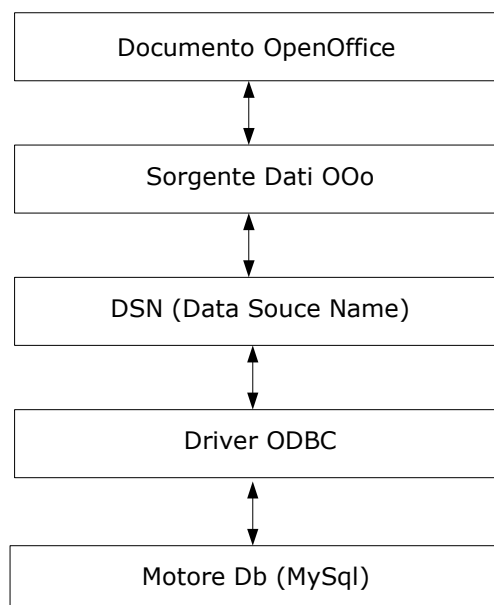 Documento OpenOffice
Sorgente Dati OOo
DSN (Data Souce Name)
Driver ODBC
Motore Db (MySql)